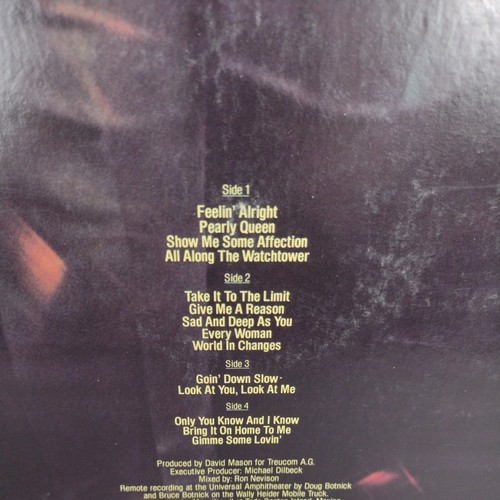 Side 1
Feelin' Alright
Pearly Queen
Show Me Some Affection
All Along The Watchtower
Side 2
Take It To The Limit
Give Me A Reason
Sad And Deep As You
Every Woman
World In Changes
Side 3
Goin' Down Slow
Look At You, Look At Me
Side 4
Only You Know And I Know
Bring It On Home To Me
Gimme Some Lovin'
Produced by David Mason for Treucom A.G.
Executive Producer: Michael Dilbeck
Mixed by: Ron Nevison
Remote recording at the Universal Amphitheater by Doug Botnick
and Bruce Botnick on the Wally Heider Mobile Truck.